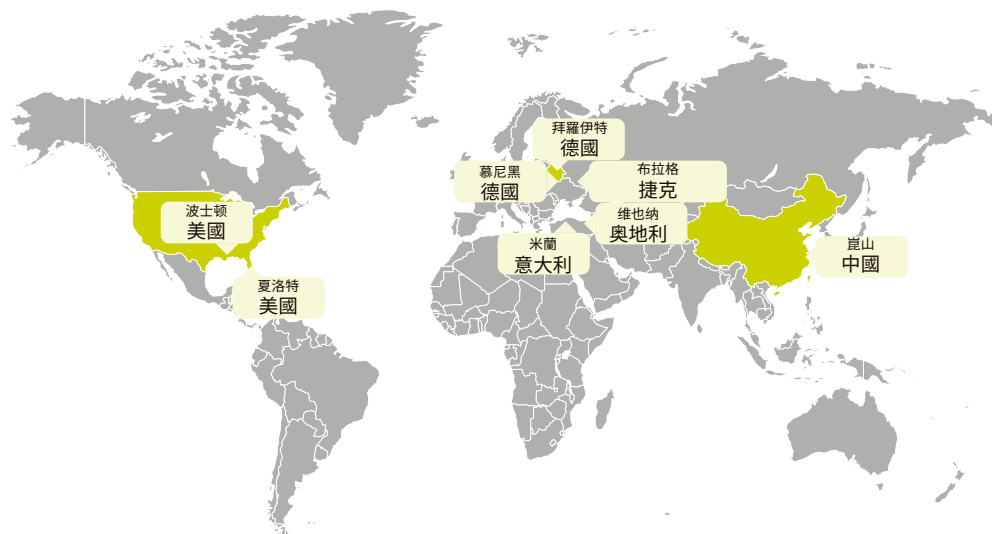 拜羅伊特
德國
慕尼黑
德國
布拉格
捷克
波士顿
美國
维也纳
奥地利
米蘭
意大利
崑山
中國
夏洛特
美國